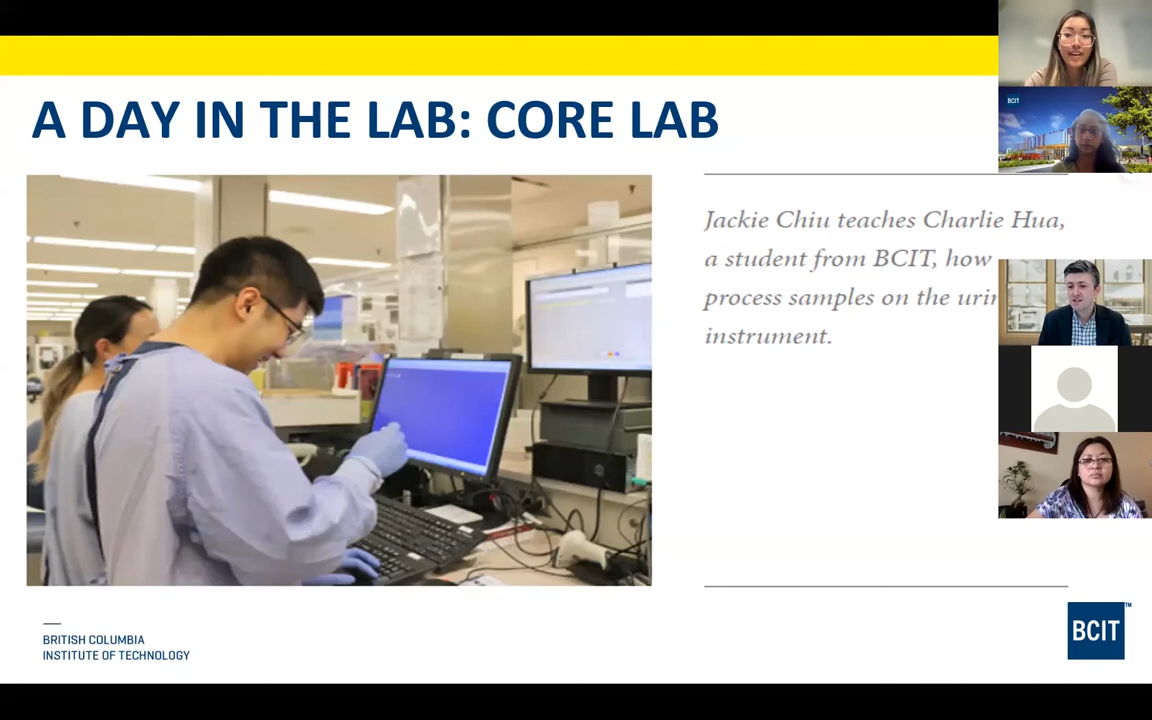 A DAY IN THE LAB: CORE LAB
BCIT
Jackie Chiu teaches Charlie Hua,
a student from BCIT, how
process samples on the
instrument.
BRITISH COLUMBIA
INSTITUTE OF TECHNOLOGY
BCIT™